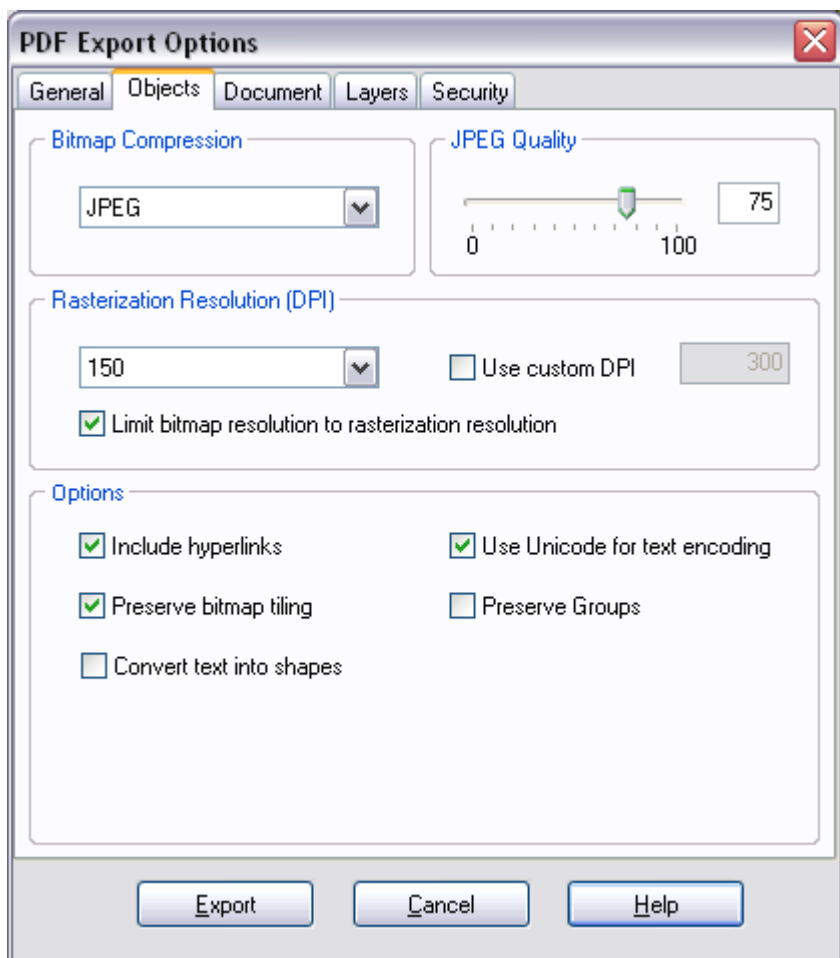 PDF Export Options
General Objects Document Layers Security
Bitmap Compression
JPEG
JPEG Quality
75
0 100
Rasterization Resolution (DPI)
150 Use custom DPI 300
Limit bitmap resolution to rasterization resolution
Options
Include hyperlinks Use Unicode for text encoding
Preserve bitmap tiling Preserve Groups
Convert text into shapes
Export Cancel Help